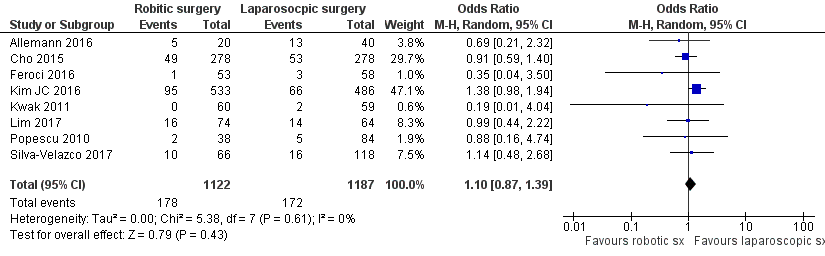 Robitic surgery Laparosocpic surgery Odds Ratio Odds Ratio
Study or Subgroup Events Total Events Total Weight M-H, Random, 95% CI M-H, Random, 95% CI
Allemann 2016 5 20 13 40 3.8% 0.69 [0.21, 2.32]
Cho 2015 49 278 53 278 29.7% 0.91 [0.59, 1.40]
Feroci 2016 1 53 3 58 1.0% 0.35 [0.04, 3.50]
Kim JC 2016 95 533 66 486 47.1% 1.38 [0.98, 1.94]
Kwak 2011 0 60 2 59 0.6% 0.19 [0.01, 4.04]
Lim 2017 16 74 14 64 8.3% 0.99 [0.44, 2.22]
Popescu 2010 2 38 5 84 1.9% 0.88 [0.16, 4.74]
Silva-Velazco 2017 10 66 16 118 7.5% 1.14 [0.48, 2.68]
Total (95% CI) 1122 1187 100.0% 1.10 [0.87, 1.39]
Total events 178 172
Heterogeneity: Tau² = 0.00; Chi² = 5.38, df = 7 (P = 0.61); I² = 0%
Test for overall effect: Z = 0.79 (P = 0.43)
0.01 0.1 1 10 100
Favours robotic sx Favours laparoscopic sx